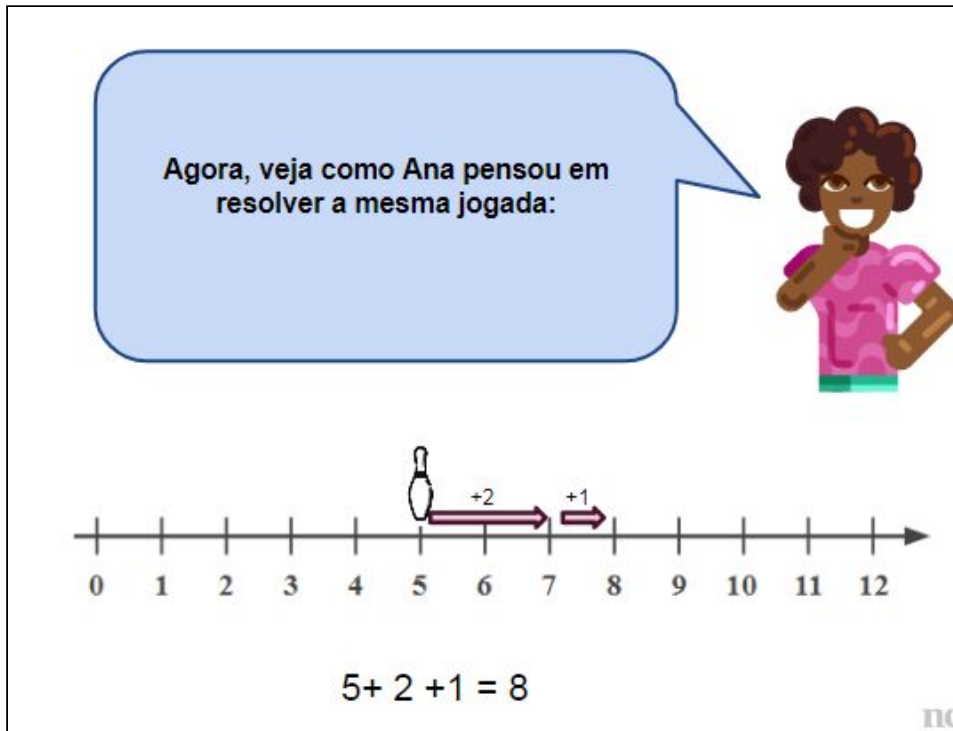 Agora, veja como Ana pensou em
resolver a mesma jogada:
+2 +1
0 1 2 3 4 5 6 7 8 9 10 11 12
5+ 2 +1 = 8